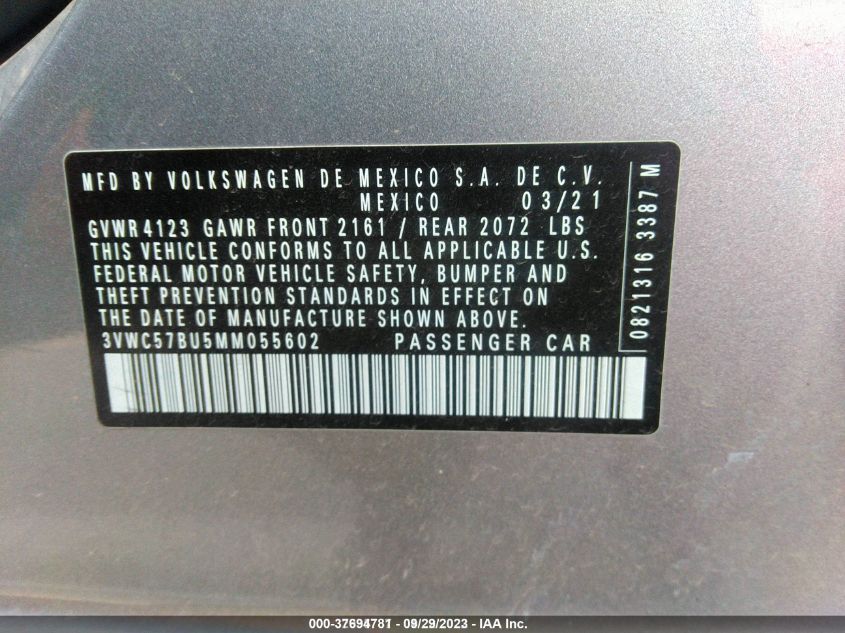 MFD BY VOLKSWAGEN DE MEXICO S.A. DE C.V.
MEXICO 03/21
GVWR 4123 GAWR FRONT 2161 / REAR 2072 LBS
THIS VEHICLE CONFORMS TO ALL APPLICABLE U.S.
FEDERAL MOTOR VEHICLE SAFETY, BUMPER AND
THEFT PREVENTION STANDARDS IN EFFECT ON
THE DATE OF MANUFACTURE SHOWN ABOVE.
3VWC57BU5MM055602 PASSENGER CAR
0821316 3387 M
000-37694781 - 09/29/2023 - IAA Inc.